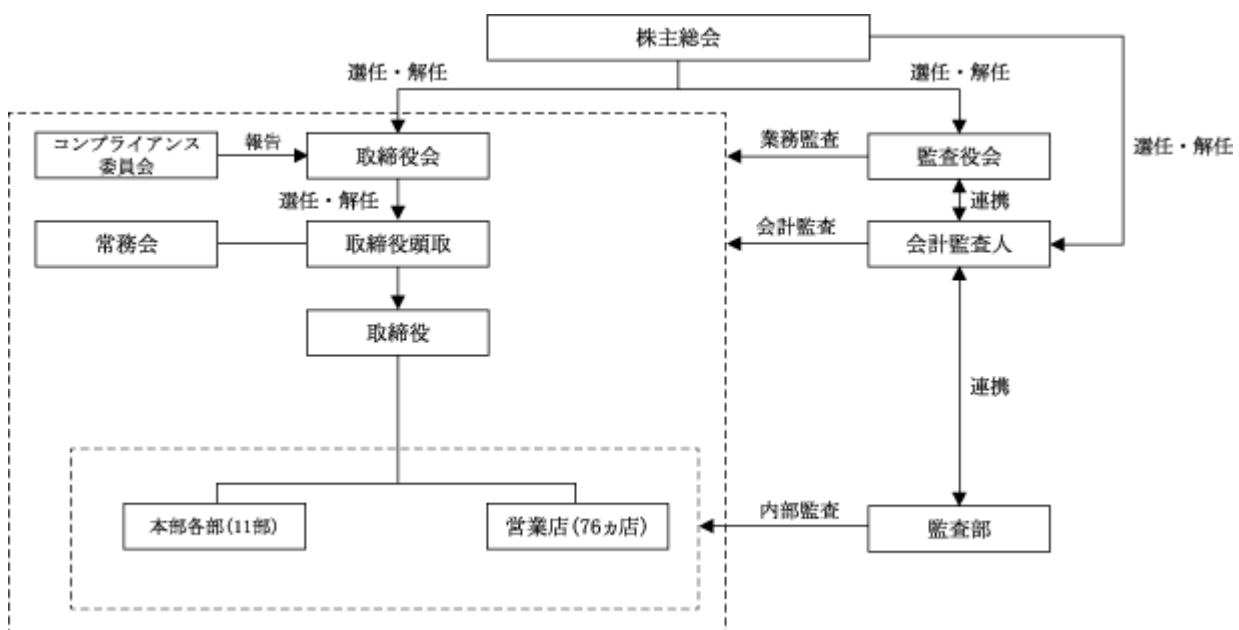 株主総会
選任・解任
選任・解任
コンプライアンス
委員会
報告
取締役会
業務監査
監査役会
選任・解任
選任・解任
連携
常務会
取締役頭取
会計監査
会計監査人
取締役
連携
本部各部(11部)
営業店(76ヵ店)
内部監査
監査部